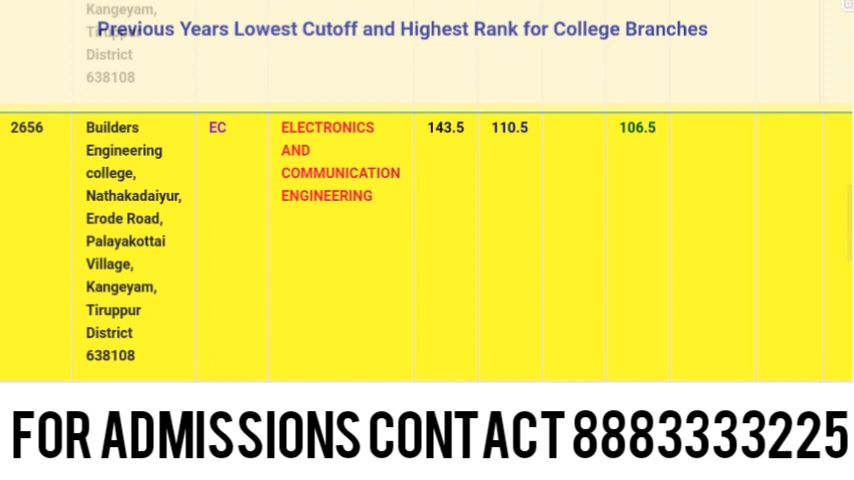 Kangeyam,
Previous Years Lowest Cutoff and Highest Rank for College Branches
District
638108
2656 Builders EC ELECTRONICS 143.5 110.5 106.5
Engineering AND
college, COMMUNICATION
Nathakadaiyur, ENGINEERING
Erode Road,
Palayakottai
Village,
Kangeyam,
Tiruppur
District
638108
FOR ADMISSIONS CONTACT 8883333225